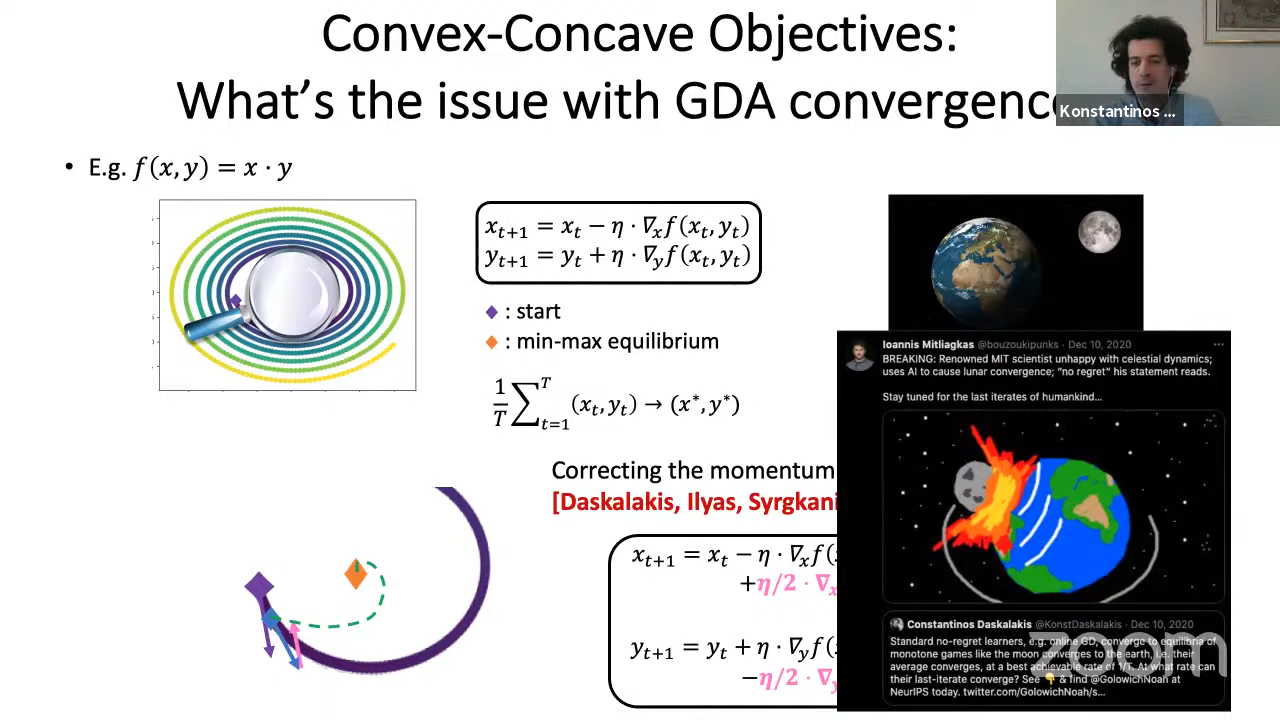 Convex-Concave Objectives:
What's the issue with GDA convergenc
Konstantinos ...
• E.g. f(x, y) = x · y
x_{t+1} = x_t − η · ∇_x f(x_t, y_t)
y_{t+1} = y_t + η · ∇_y f(x_t, y_t)
: start
: min-max equilibrium
1/T ∑_{t=1}^{T} (x_t, y_t) → (x*, y*)
Correcting the momentum
[Daskalakis, Ilyas, Syrgkani
x_{t+1} = x_t − η · ∇_x f(
+η/2 · ∇_x
y_{t+1} = y_t + η · ∇_y f(
−η/2 · ∇_y
Ioannis Mitliagkas @bouzoukipunks · Dec 10, 2020
BREAKING: Renowned MIT scientist unhappy with celestial dynamics;
uses AI to cause lunar convergence; "no regret" his statement reads.
Stay tuned for the last iterates of humankind...
Constantinos Daskalakis @KonstDaskalakis · Dec 10, 2020
Standard no-regret learners, e.g. online GD, converge to equilibria of
monotone games like the moon converges to the earth, i.e. their
average converges, at a best achievable rate of 1/T. At what rate can
their last-iterate converge? See 👇 & find @GolowichNoah at
NeurIPS today. twitter.com/GolowichNoah/s...
zoom